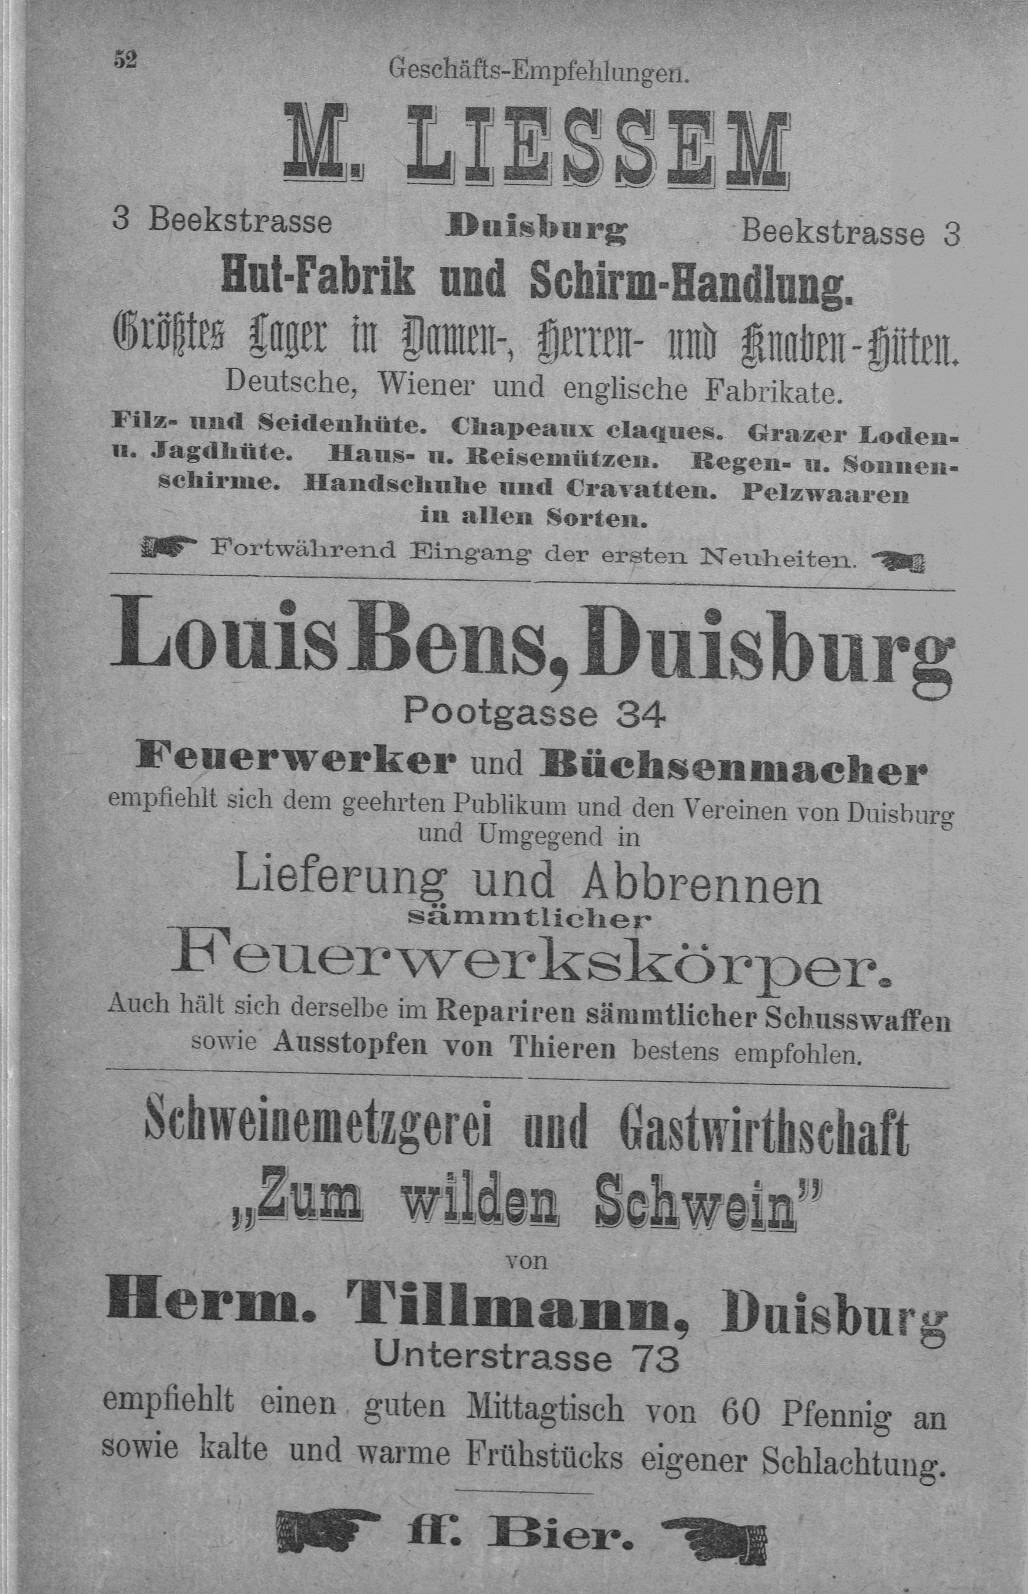 52
Geschäfts-Empfehlungen.
M. LIESSEM
3 Beekstrasse Duisburg Beekstrasse 3
Hut-Fabrik und Schirm-Handlung.
Größtes Lager in Damen-, Herren- und Knaben-Hüten.
Deutsche, Wiener und englische Fabrikate.
Filz- und Seidenhüte. Chapeaux claques. Grazer Loden-
u. Jagdhüte. Haus- u. Reisemützen. Regen- u. Sonnen-
schirme. Handschuhe und Cravatten. Pelzwaaren
in allen Sorten.
Fortwährend Eingang der ersten Neuheiten.
Louis Bens, Duisburg
Pootgasse 34
Feuerwerker und Büchsenmacher
empfiehlt sich dem geehrten Publikum und den Vereinen von Duisburg
und Umgegend in
Lieferung und Abbrennen
sämmtlicher
Feuerwerkskörper.
Auch hält sich derselbe im Repariren sämmtlicher Schusswaffen
sowie Ausstopfen von Thieren bestens empfohlen.
Schweinemetzgerei und Gastwirthschaft
„Zum wilden Schwein”
von
Herm. Tillmann, Duisburg
Unterstrasse 73
empfiehlt einen guten Mittagtisch von 60 Pfennig an
sowie kalte und warme Frühstücks eigener Schlachtung.
ff. Bier.